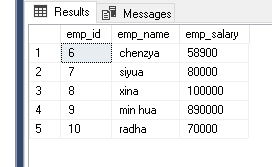 Results Messages
emp_id emp_name emp_salary
1 6 chenzya 58900
2 7 siyua 80000
3 8 xina 100000
4 9 min hua 890000
5 10 radha 70000